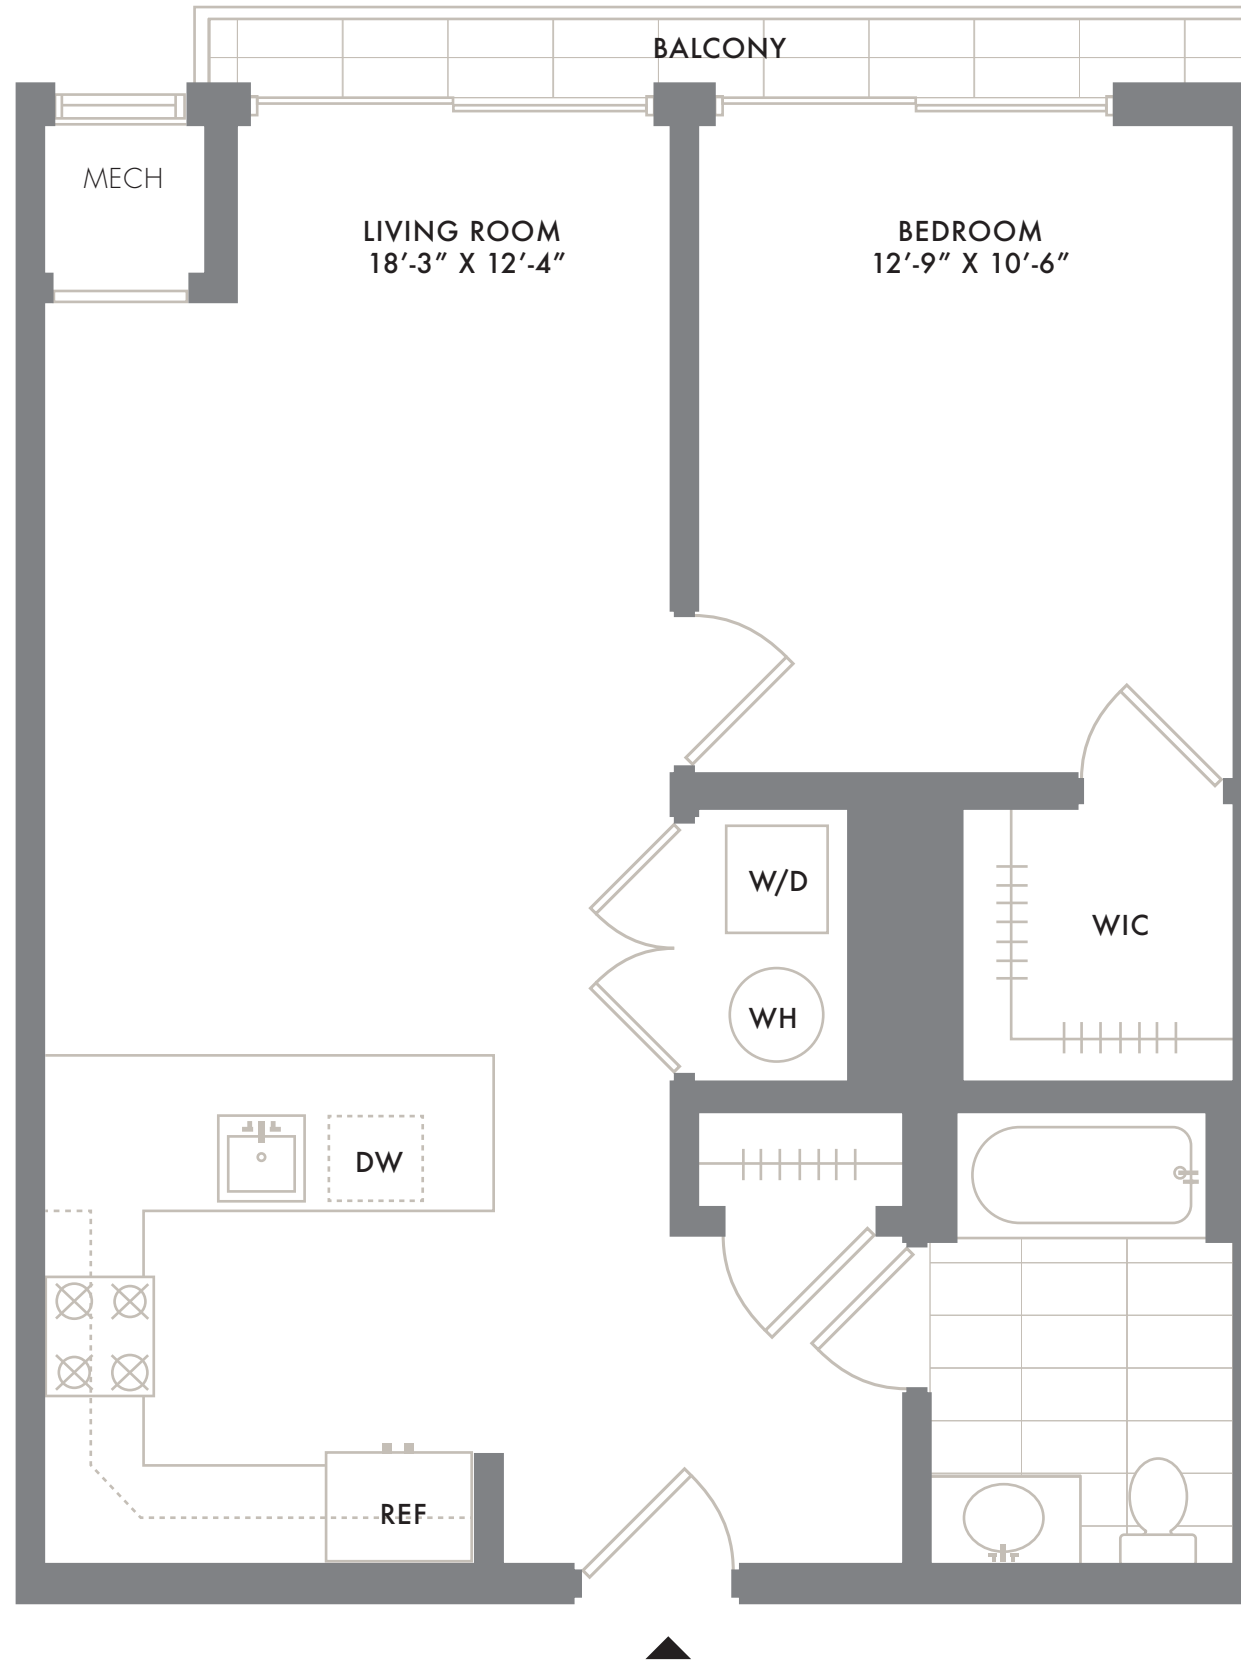 BALCONY
MECH
LIVING ROOM
18′-3″ X 12′-4″
BEDROOM
12′-9″ X 10′-6″
W/D
WIC
WH
DW
REF